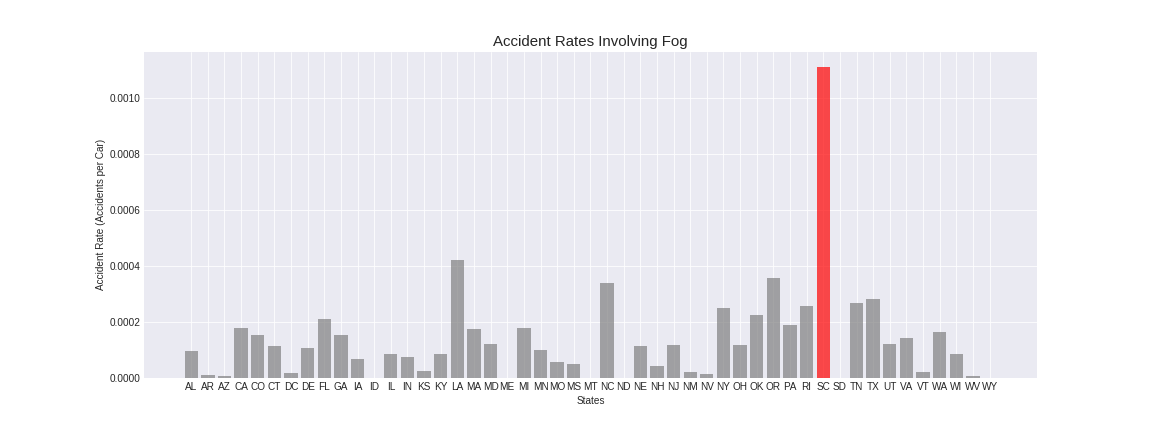 Accident Rates Involving Fog
Accident Rate (Accidents per Car)
0.0010
0.0008
0.0006
0.0004
0.0002
0.0000
AL AR AZ CA CO CT DC DE FL GA IA ID IL IN KS KY LA MA MD ME MI MN MO MS MT NC ND NE NH NJ NM NV NY OH OK OR PA RI SC SD TN TX UT VA VT WA WI WV WY
States